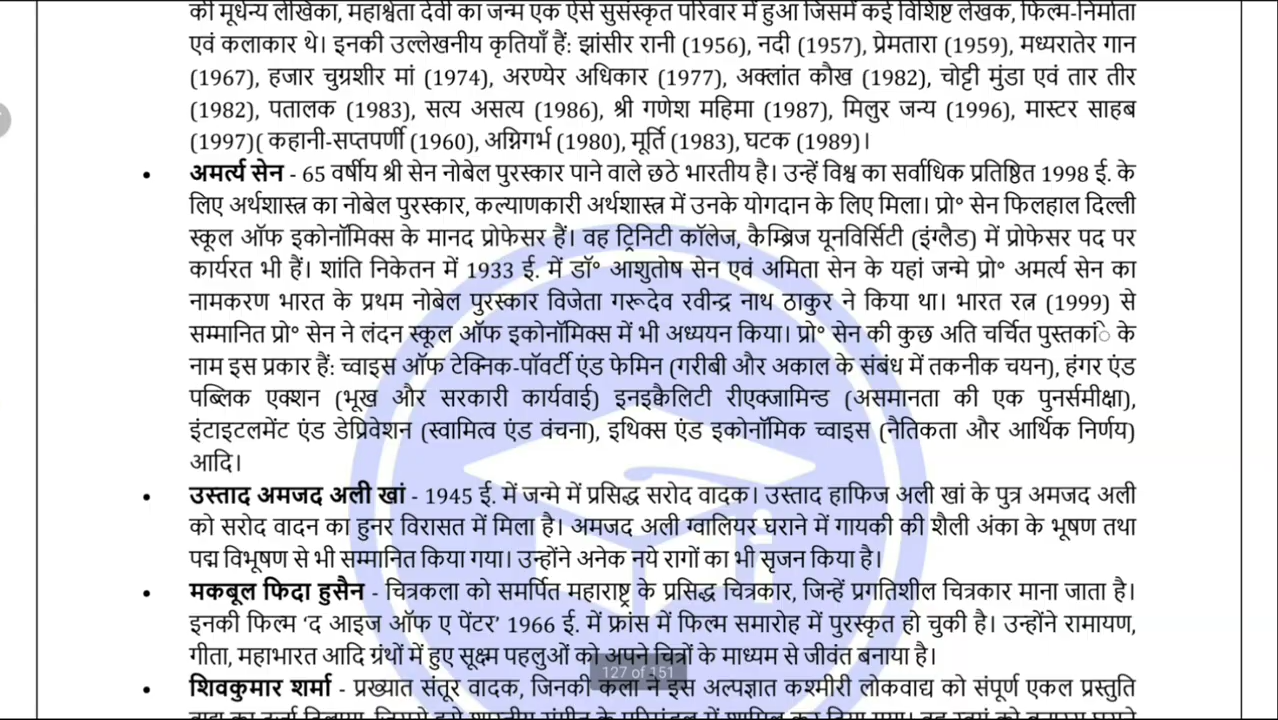 की मूर्धन्य लेखिका, महाश्वेता देवी का जन्म एक ऐसे सुसंस्कृत परिवार में हुआ जिसमें कई विशिष्ट लेखक, फिल्म-निर्माता
एवं कलाकार थे। इनकी उल्लेखनीय कृतियाँ हैं: झांसीर रानी (1956), नदी (1957), प्रेमतारा (1959), मध्यरातेर गान
(1967), हजार चुग्रशीर मां (1974), अरण्येर अधिकार (1977), अक्लांत कौख (1982), चोट्टी मुंडा एवं तार तीर
(1982), पतालक (1983), सत्य असत्य (1986), श्री गणेश महिमा (1987), मिलुर जन्य (1996), मास्टर साहब
(1997)( कहानी-सप्तपर्णी (1960), अग्निगर्भ (1980), मूर्ति (1983), घटक (1989)।
• अमर्त्य सेन - 65 वर्षीय श्री सेन नोबेल पुरस्कार पाने वाले छठे भारतीय है। उन्हें विश्व का सर्वाधिक प्रतिष्ठित 1998 ई. के
लिए अर्थशास्त्र का नोबेल पुरस्कार, कल्याणकारी अर्थशास्त्र में उनके योगदान के लिए मिला। प्रो॰ सेन फिलहाल दिल्ली
स्कूल ऑफ इकोनॉमिक्स के मानद प्रोफेसर हैं। वह ट्रिनिटी कॉलेज, कैम्ब्रिज यूनविर्सिटी (इंग्लैड) में प्रोफेसर पद पर
कार्यरत भी हैं। शांति निकेतन में 1933 ई. में डॉ॰ आशुतोष सेन एवं अमिता सेन के यहां जन्मे प्रो॰ अमर्त्य सेन का
नामकरण भारत के प्रथम नोबेल पुरस्कार विजेता गरूदेव रवीन्द्र नाथ ठाकुर ने किया था। भारत रत्न (1999) से
सम्मानित प्रो॰ सेन ने लंदन स्कूल ऑफ इकोनॉमिक्स में भी अध्ययन किया। प्रो॰ सेन की कुछ अति चर्चित पुस्तकांे के
नाम इस प्रकार हैं: च्वाइस ऑफ टेक्निक-पॉवर्टी एंड फेमिन (गरीबी और अकाल के संबंध में तकनीक चयन), हंगर एंड
पब्लिक एक्शन (भूख और सरकारी कार्यवाई) इनइक्वैलिटी रीएक्जामिन्ड (असमानता की एक पुनर्समीक्षा),
इंटाइटलमेंट एंड डेप्रिवेशन (स्वामित्व एंड वंचना), इथिक्स एंड इकोनॉमिक च्वाइस (नैतिकता और आर्थिक निर्णय)
आदि।
• उस्ताद अमजद अली खां - 1945 ई. में जन्मे में प्रसिद्ध सरोद वादक। उस्ताद हाफिज अली खां के पुत्र अमजद अली
को सरोद वादन का हुनर विरासत में मिला है। अमजद अली ग्वालियर घराने में गायकी की शैली अंका के भूषण तथा
पद्म विभूषण से भी सम्मानित किया गया। उन्होंने अनेक नये रागों का भी सृजन किया है।
• मकबूल फिदा हुसैन - चित्रकला को समर्पित महाराष्ट्र के प्रसिद्ध चित्रकार, जिन्हें प्रगतिशील चित्रकार माना जाता है।
इनकी फिल्म ‘द आइज ऑफ ए पेंटर’ 1966 ई. में फ्रांस में फिल्म समारोह में पुरस्कृत हो चुकी है। उन्होंने रामायण,
गीता, महाभारत आदि ग्रंथों में हुए सूक्ष्म पहलुओं को अपने चित्रों के माध्यम से जीवंत बनाया है।
127 of 151
• शिवकुमार शर्मा - प्रख्यात संतूर वादक, जिनकी कला ने इस अल्पज्ञात कश्मीरी लोकवाद्य को संपूर्ण एकल प्रस्तुति